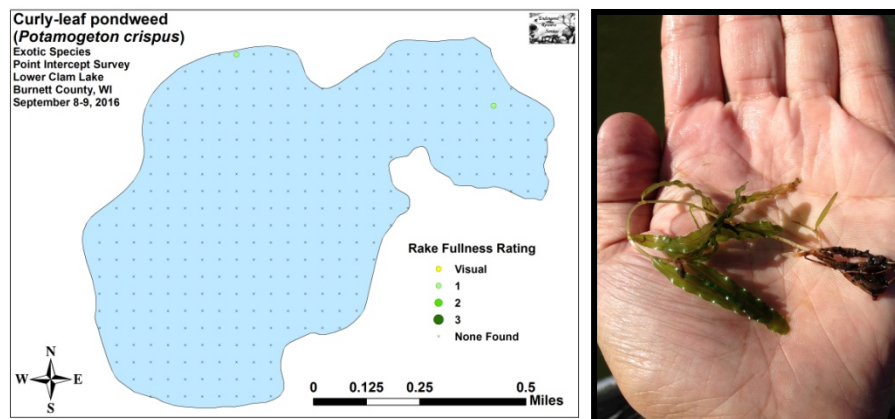 Curly-leaf pondweed
(Potamogeton crispus)
Exotic Species
Point Intercept Survey
Lower Clam Lake
Burnett County, WI
September 8-9, 2016
Rake Fullness Rating
Visual
1
2
3
None Found
N
W E
S
0 0.125 0.25 0.5
Miles